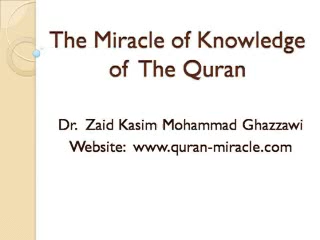 The Miracle of Knowledge
of The Quran
Dr. Zaid Kasim Mohammad Ghazzawi
Website: www.quran-miracle.com